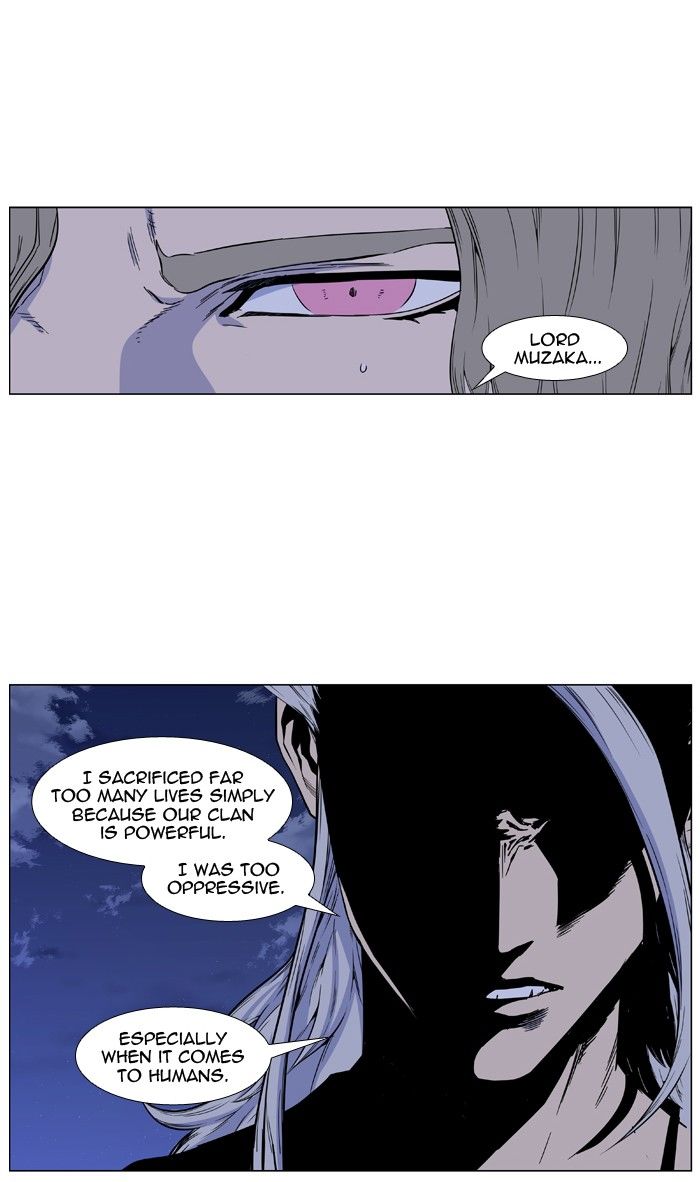 LORD
MUZAKA...
I SACRIFICED FAR
TOO MANY LIVES SIMPLY
BECAUSE OUR CLAN
IS POWERFUL.
I WAS TOO
OPPRESSIVE.
ESPECIALLY
WHEN IT COMES
TO HUMANS.